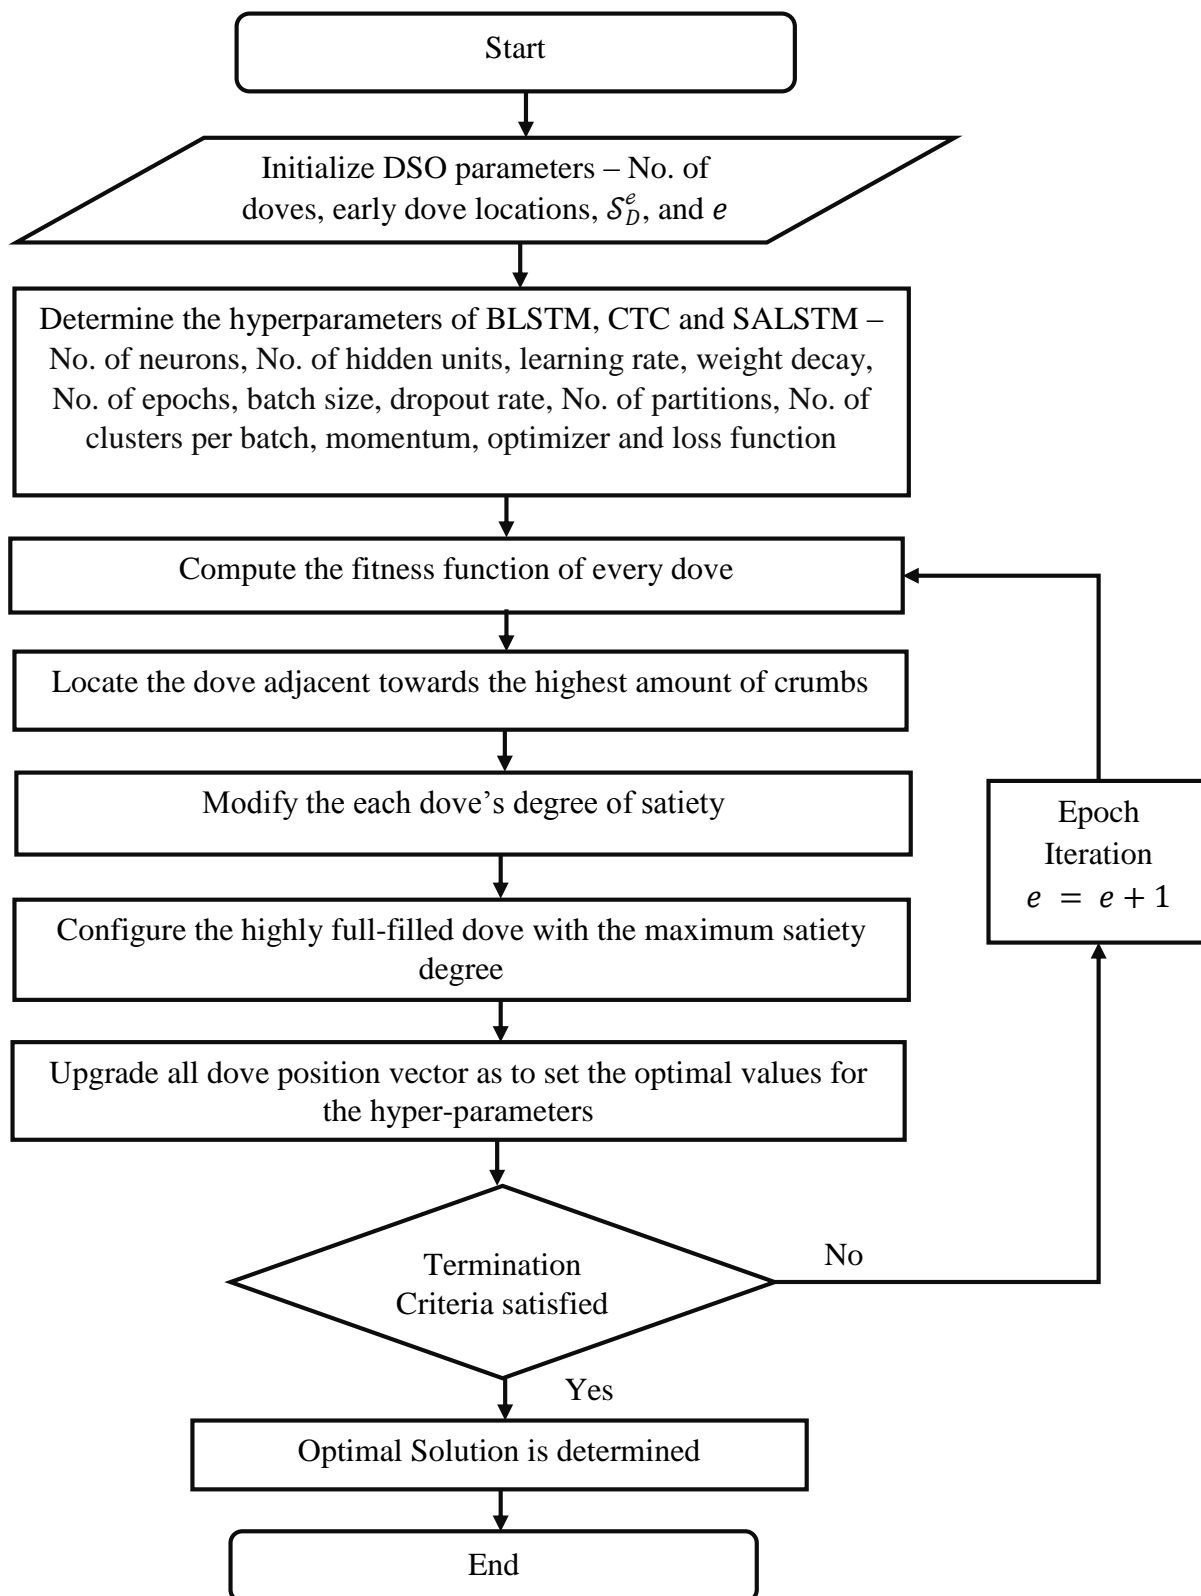 Start
Initialize DSO parameters – No. of
doves, early dove locations, 𝒮_D^e, and e
Determine the hyperparameters of BLSTM, CTC and SALSTM –
No. of neurons, No. of hidden units, learning rate, weight decay,
No. of epochs, batch size, dropout rate, No. of partitions, No. of
clusters per batch, momentum, optimizer and loss function
Compute the fitness function of every dove
Locate the dove adjacent towards the highest amount of crumbs
Modify the each dove’s degree of satiety
Epoch
Iteration
e = e + 1
Configure the highly full-filled dove with the maximum satiety
degree
Upgrade all dove position vector as to set the optimal values for
the hyper-parameters
Termination
Criteria satisfied
No
Yes
Optimal Solution is determined
End